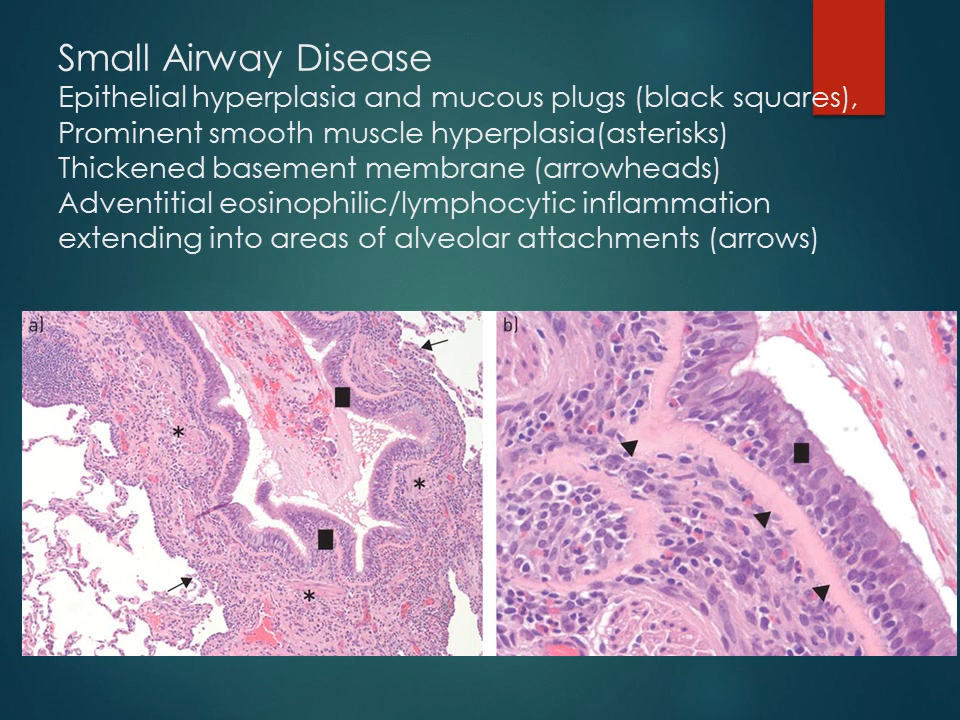 Small Airway Disease
Epithelial hyperplasia and mucous plugs (black squares),
Prominent smooth muscle hyperplasia(asterisks)
Thickened basement membrane (arrowheads)
Adventitial eosinophilic/lymphocytic inflammation
extending into areas of alveolar attachments (arrows)
a)
b)